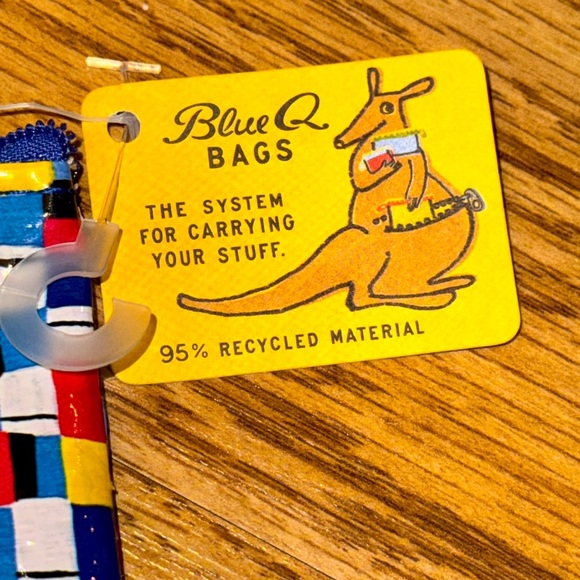 Blue Q
BAGS
THE SYSTEM
FOR CARRYING
YOUR STUFF.
95% RECYCLED MATERIAL